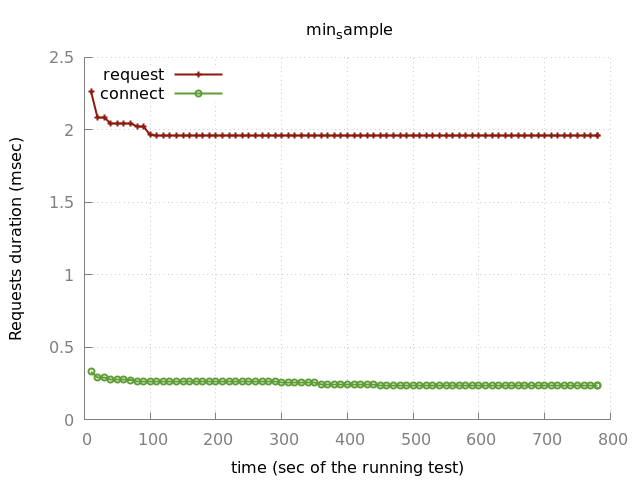 minₛample
request
connect
2.5
2
1.5
1
0.5
0
Requests duration (msec)
0 100 200 300 400 500 600 700 800
time (sec of the running test)